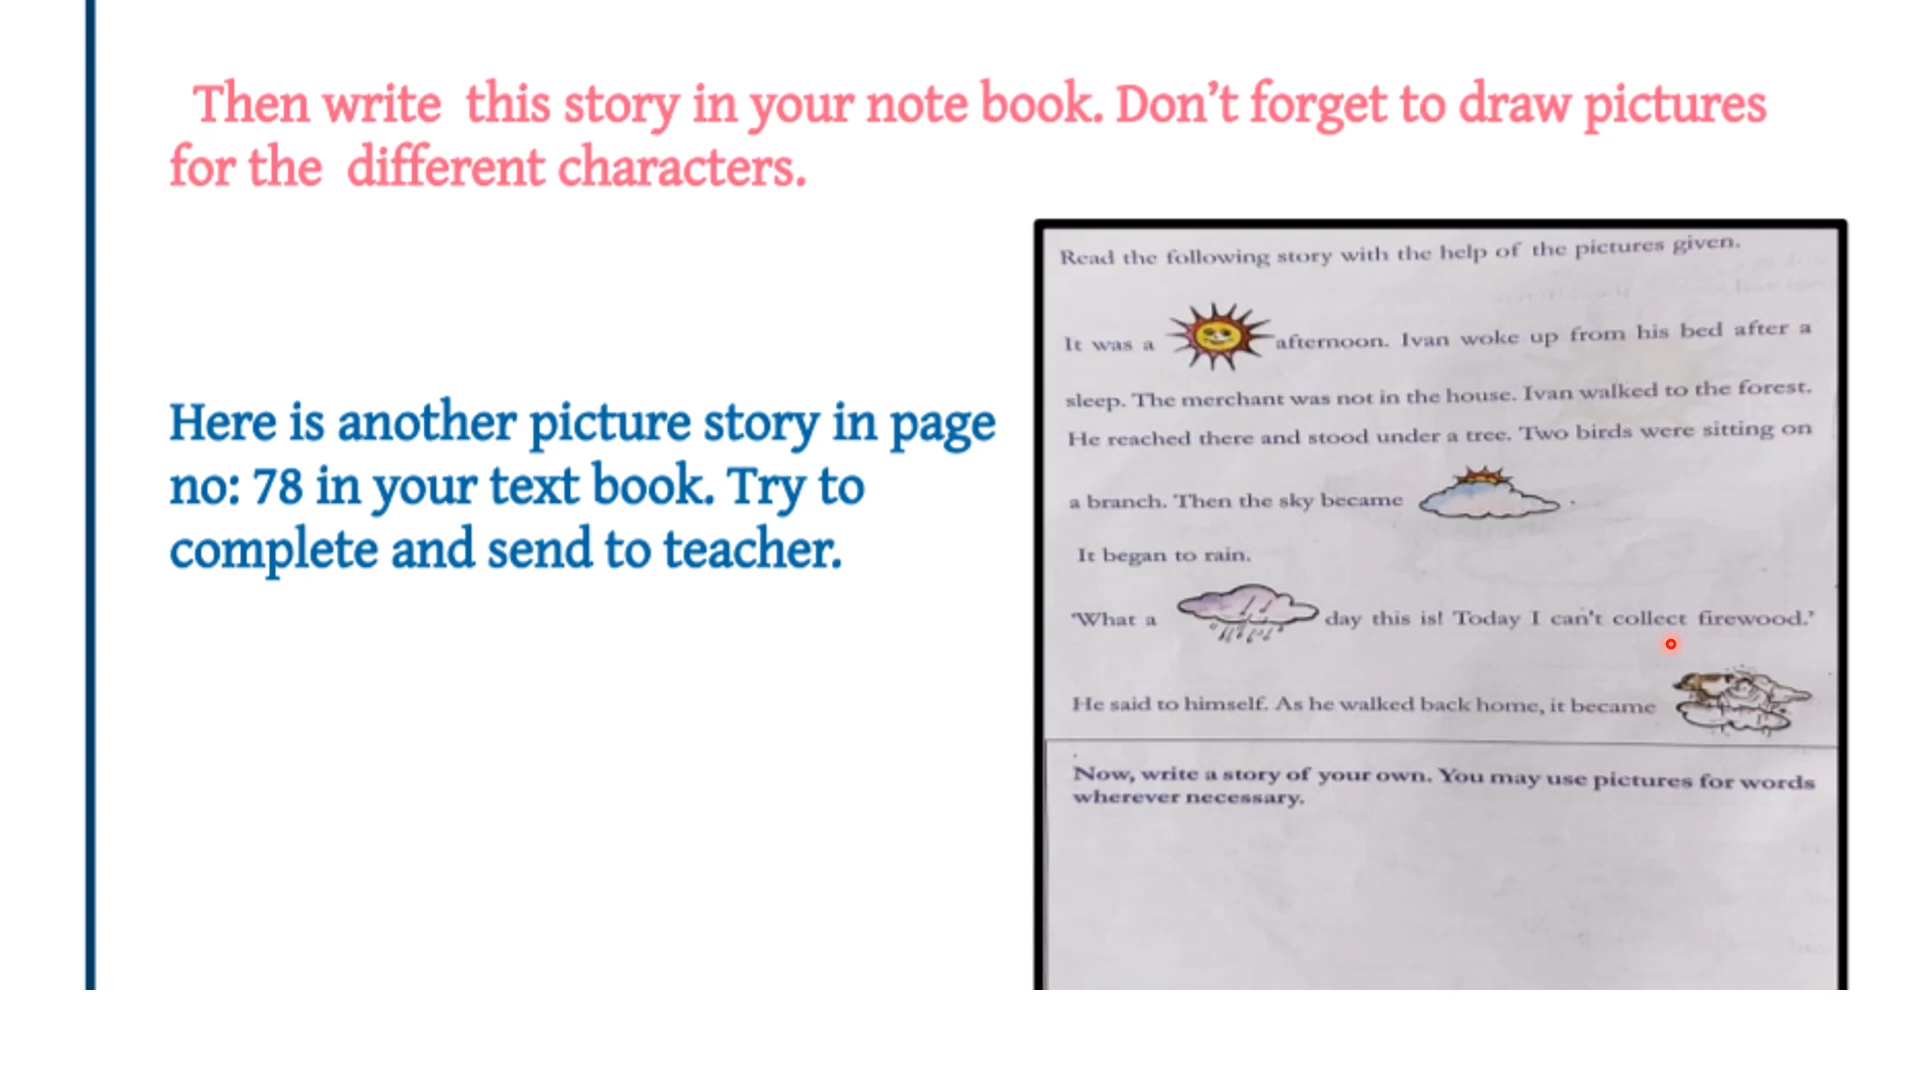 Then write this story in your note book. Don't forget to draw pictures
for the different characters.
Here is another picture story in page
no: 78 in your text book. Try to
complete and send to teacher.
Read the following story with the help of the pictures given.
It was a afternoon. Ivan woke up from his bed after a
sleep. The merchant was not in the house. Ivan walked to the forest.
He reached there and stood under a tree. Two birds were sitting on
a branch. Then the sky became .
It began to rain.
'What a day this is! Today I can't collect firewood.'
He said to himself. As he walked back home, it became
Now, write a story of your own. You may use pictures for words
wherever necessary.